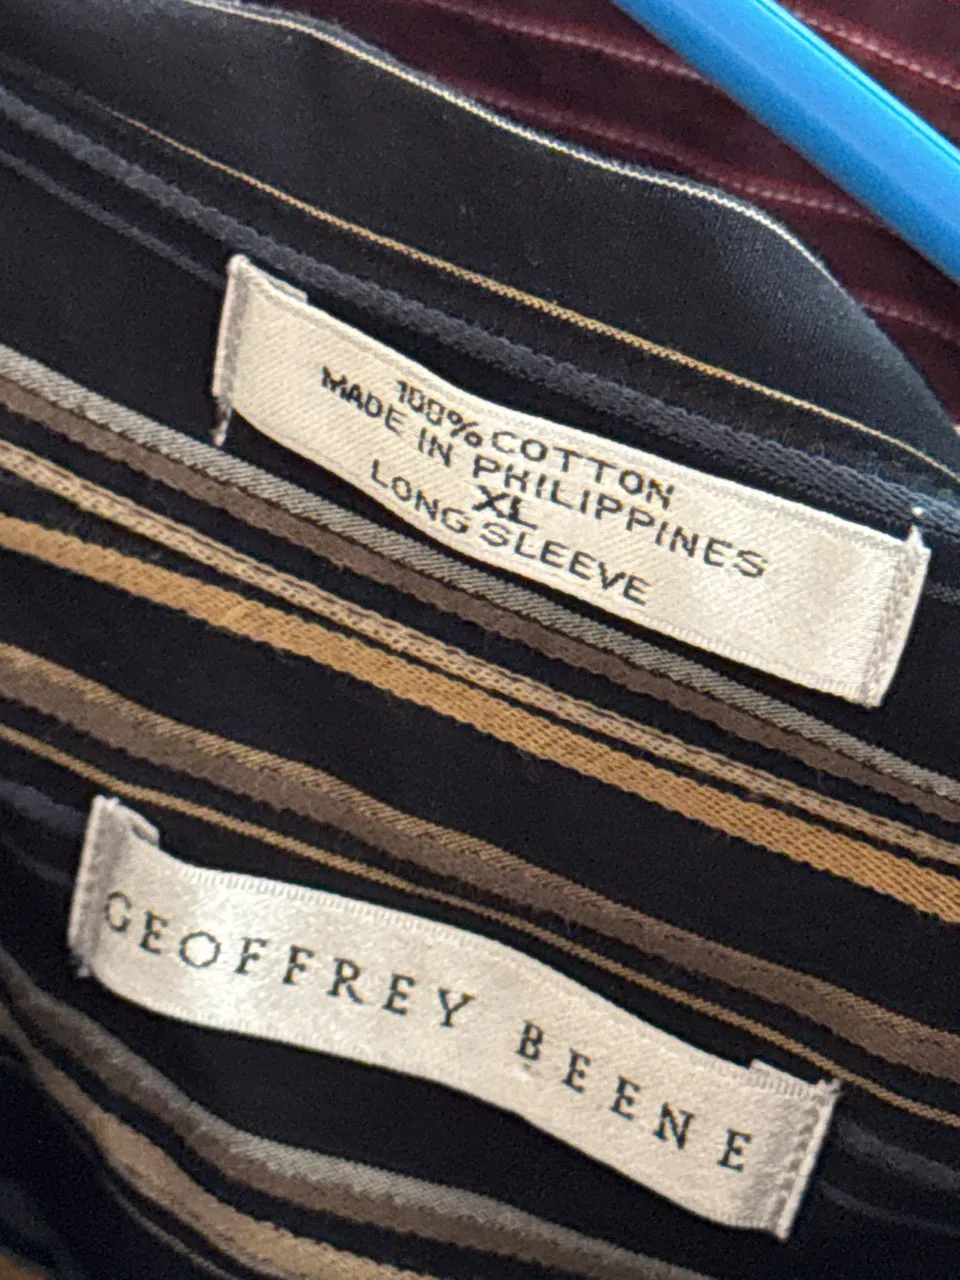 100% COTTON
MADE IN PHILIPPINES
XL
LONG SLEEVE
GEOFFREY BEENE